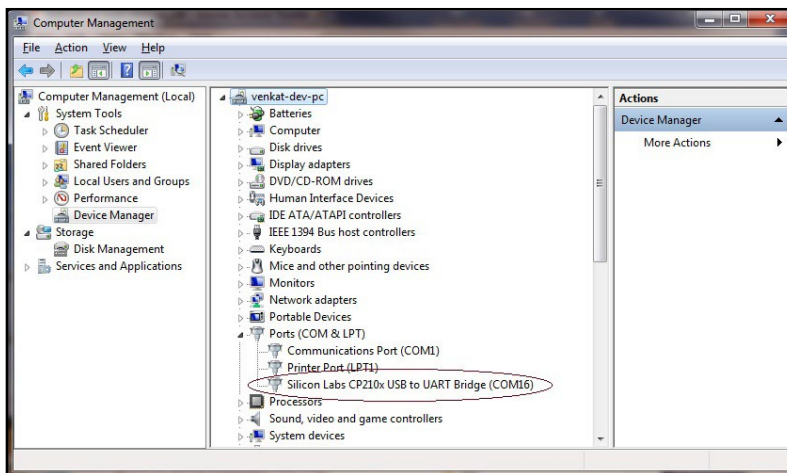 Computer Management
File Action View Help
Computer Management (Local)
System Tools
Task Scheduler
Event Viewer
Shared Folders
Local Users and Groups
Performance
Device Manager
Storage
Disk Management
Services and Applications
venkat-dev-pc
Batteries
Computer
Disk drives
Display adapters
DVD/CD-ROM drives
Human Interface Devices
IDE ATA/ATAPI controllers
IEEE 1394 Bus host controllers
Keyboards
Mice and other pointing devices
Monitors
Network adapters
Portable Devices
Ports (COM & LPT)
Communications Port (COM1)
Printer Port (LPT1)
Silicon Labs CP210x USB to UART Bridge (COM16)
Processors
Sound, video and game controllers
System devices
Actions
Device Manager
More Actions